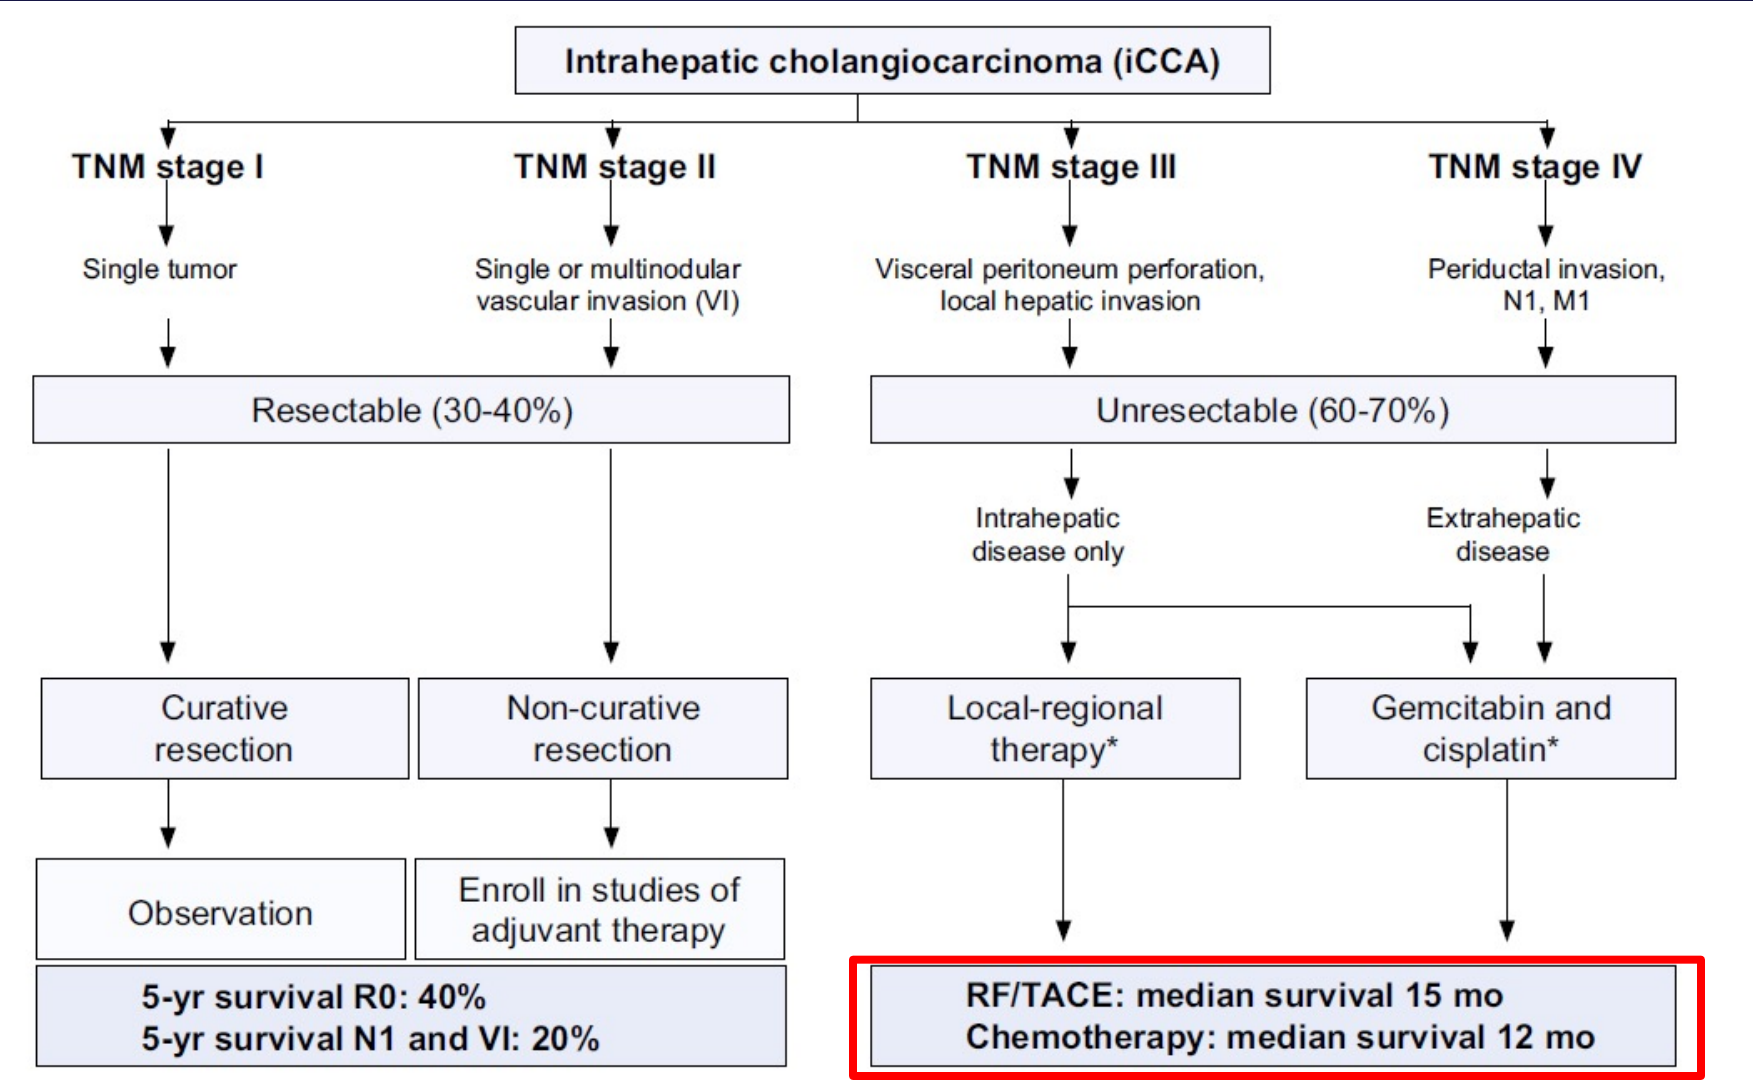 Intrahepatic cholangiocarcinoma (iCCA)
TNM stage I
TNM stage II
TNM stage III
TNM stage IV
Single tumor
Single or multinodular
vascular invasion (VI)
Visceral peritoneum perforation,
local hepatic invasion
Periductal invasion,
N1, M1
Resectable (30-40%)
Unresectable (60-70%)
Intrahepatic
disease only
Extrahepatic
disease
Curative
resection
Non-curative
resection
Local-regional
therapy*
Gemcitabin and
cisplatin*
Observation
Enroll in studies of
adjuvant therapy
5-yr survival R0: 40%
5-yr survival N1 and VI: 20%
RF/TACE: median survival 15 mo
Chemotherapy: median survival 12 mo